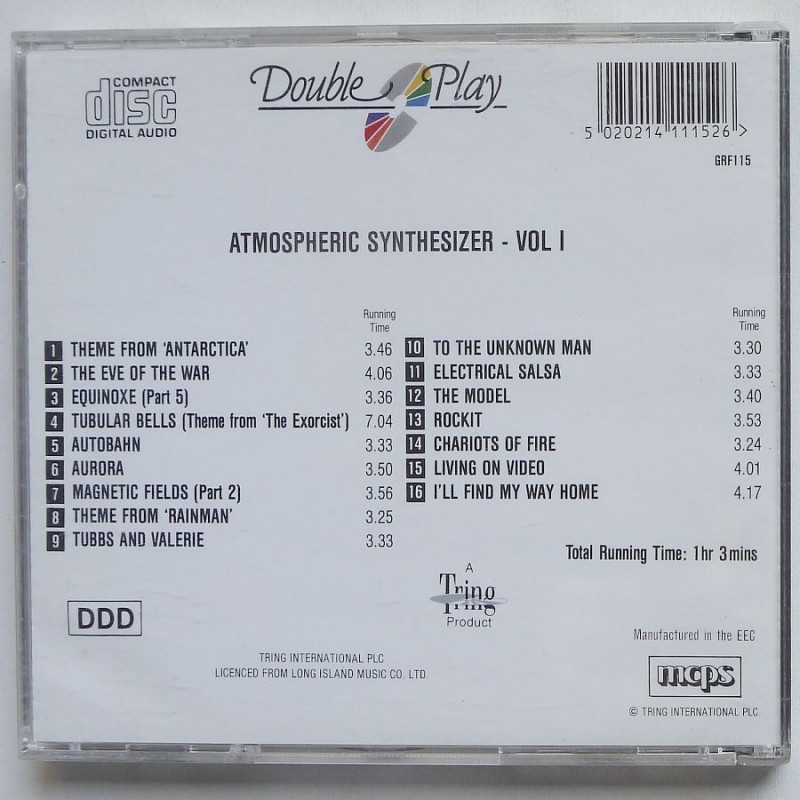 COMPACT
disc
DIGITAL AUDIO
Double Play
5 020214 111526 >
GRF115
ATMOSPHERIC SYNTHESIZER - VOL I
Running
Time
1 THEME FROM ‘ANTARCTICA’ 3.46
2 THE EVE OF THE WAR 4.06
3 EQUINOXE (Part 5) 3.36
4 TUBULAR BELLS (Theme from ‘The Exorcist’) 7.04
5 AUTOBAHN 3.33
6 AURORA 3.50
7 MAGNETIC FIELDS (Part 2) 3.56
8 THEME FROM ‘RAINMAN’ 3.25
9 TUBBS AND VALERIE 3.33
Running
Time
10 TO THE UNKNOWN MAN 3.30
11 ELECTRICAL SALSA 3.33
12 THE MODEL 3.40
13 ROCKIT 3.53
14 CHARIOTS OF FIRE 3.24
15 LIVING ON VIDEO 4.01
16 I’LL FIND MY WAY HOME 4.17
Total Running Time: 1hr 3mins
A
Tring
Product
DDD
Manufactured in the EEC
TRING INTERNATIONAL PLC
LICENCED FROM LONG ISLAND MUSIC CO. LTD.
mcps
© TRING INTERNATIONAL PLC.